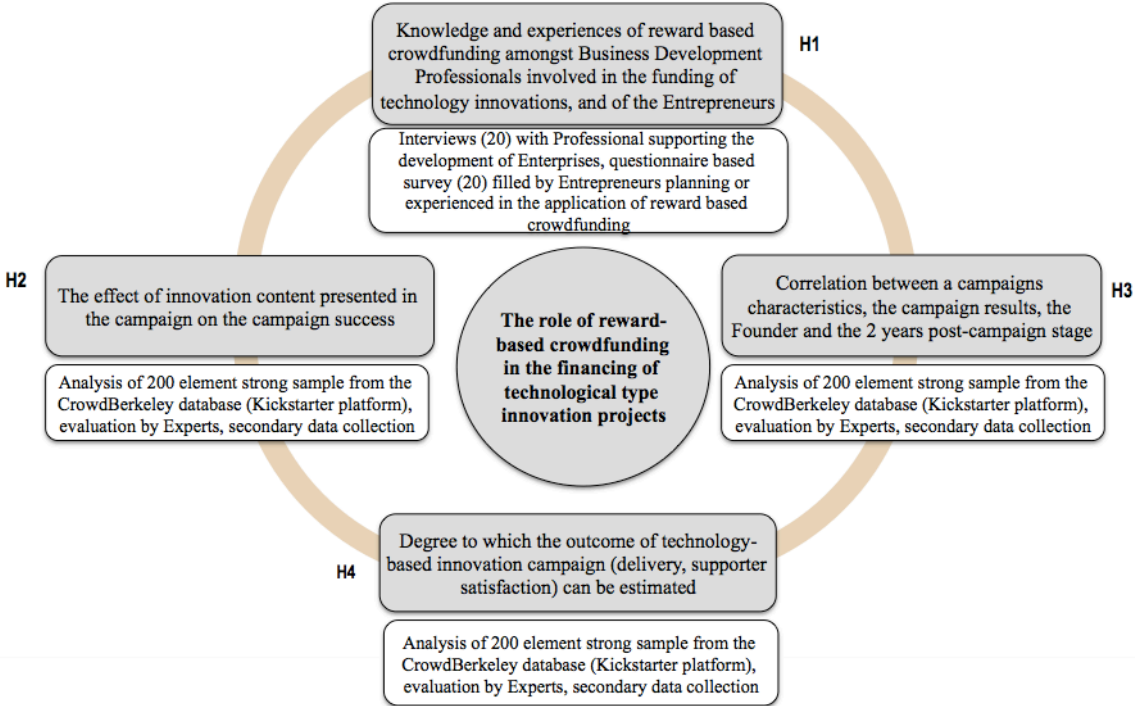 Knowledge and experiences of reward based
crowdfunding amongst Business Development
Professionals involved in the funding of
technology innovations, and of the Entrepreneurs
H1
Interviews (20) with Professional supporting the
development of Enterprises, questionnaire based
survey (20) filled by Entrepreneurs planning or
experienced in the application of reward based
crowdfunding
H2
The effect of innovation content presented in
the campaign on the campaign success
Analysis of 200 element strong sample from the
CrowdBerkeley database (Kickstarter platform),
evaluation by Experts, secondary data collection
The role of reward-
based crowdfunding
in the financing of
technological type
innovation projects
Correlation between a campaigns
characteristics, the campaign results, the
Founder and the 2 years post-campaign stage
H3
Analysis of 200 element strong sample from the
CrowdBerkeley database (Kickstarter platform),
evaluation by Experts, secondary data collection
H4
Degree to which the outcome of technology-
based innovation campaign (delivery, supporter
satisfaction) can be estimated
Analysis of 200 element strong sample from the
CrowdBerkeley database (Kickstarter platform),
evaluation by Experts, secondary data collection